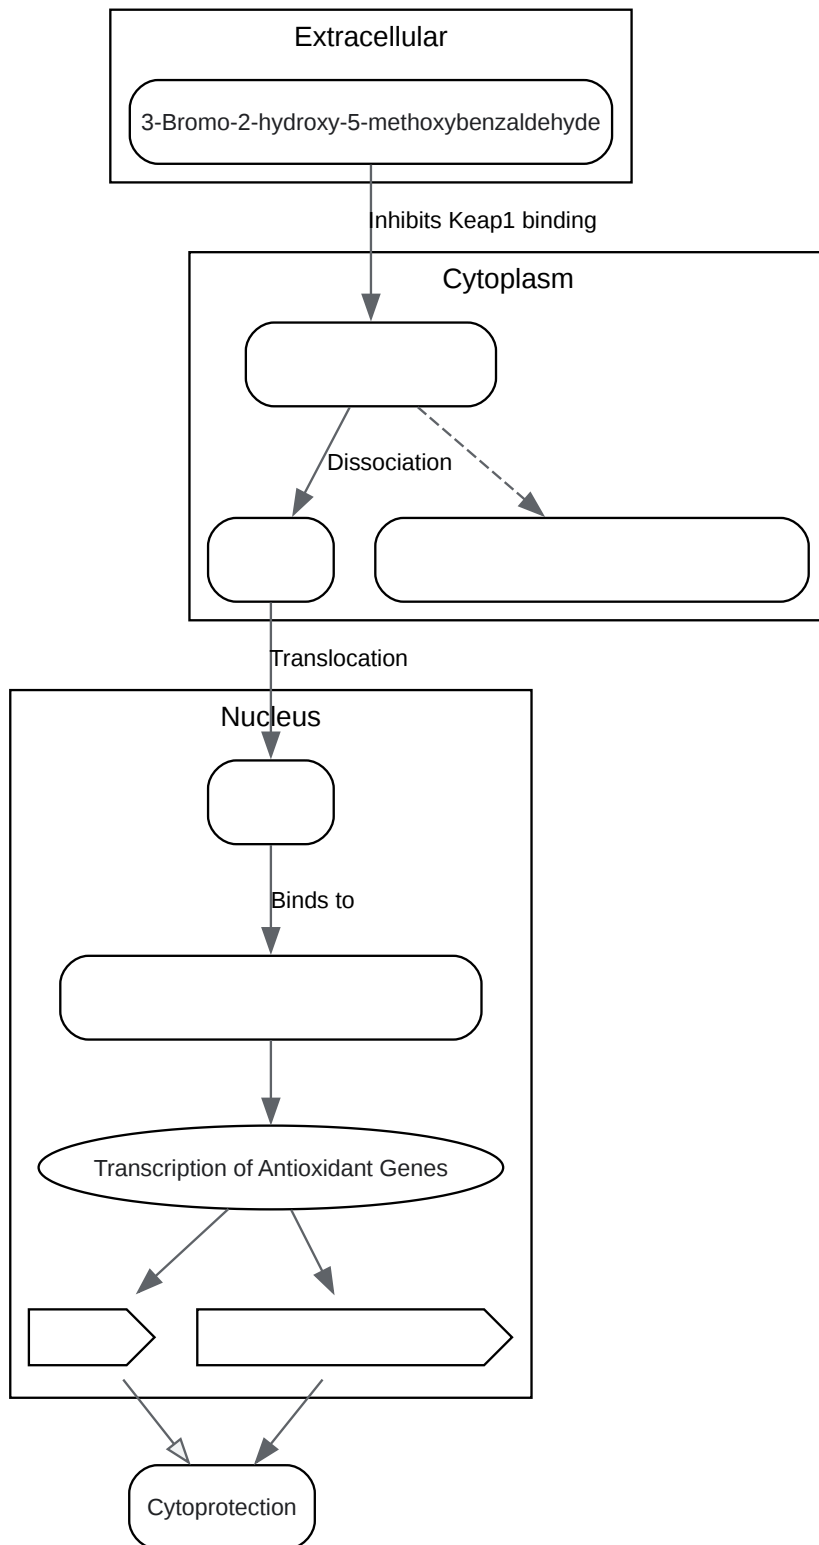 Extracellular
3-Bromo-2-hydroxy-5-methoxybenzaldehyde
Inhibits Keap1 binding
Cytoplasm
Dissociation
Translocation
Nucleus
Binds to
Transcription of Antioxidant Genes
Cytoprotection